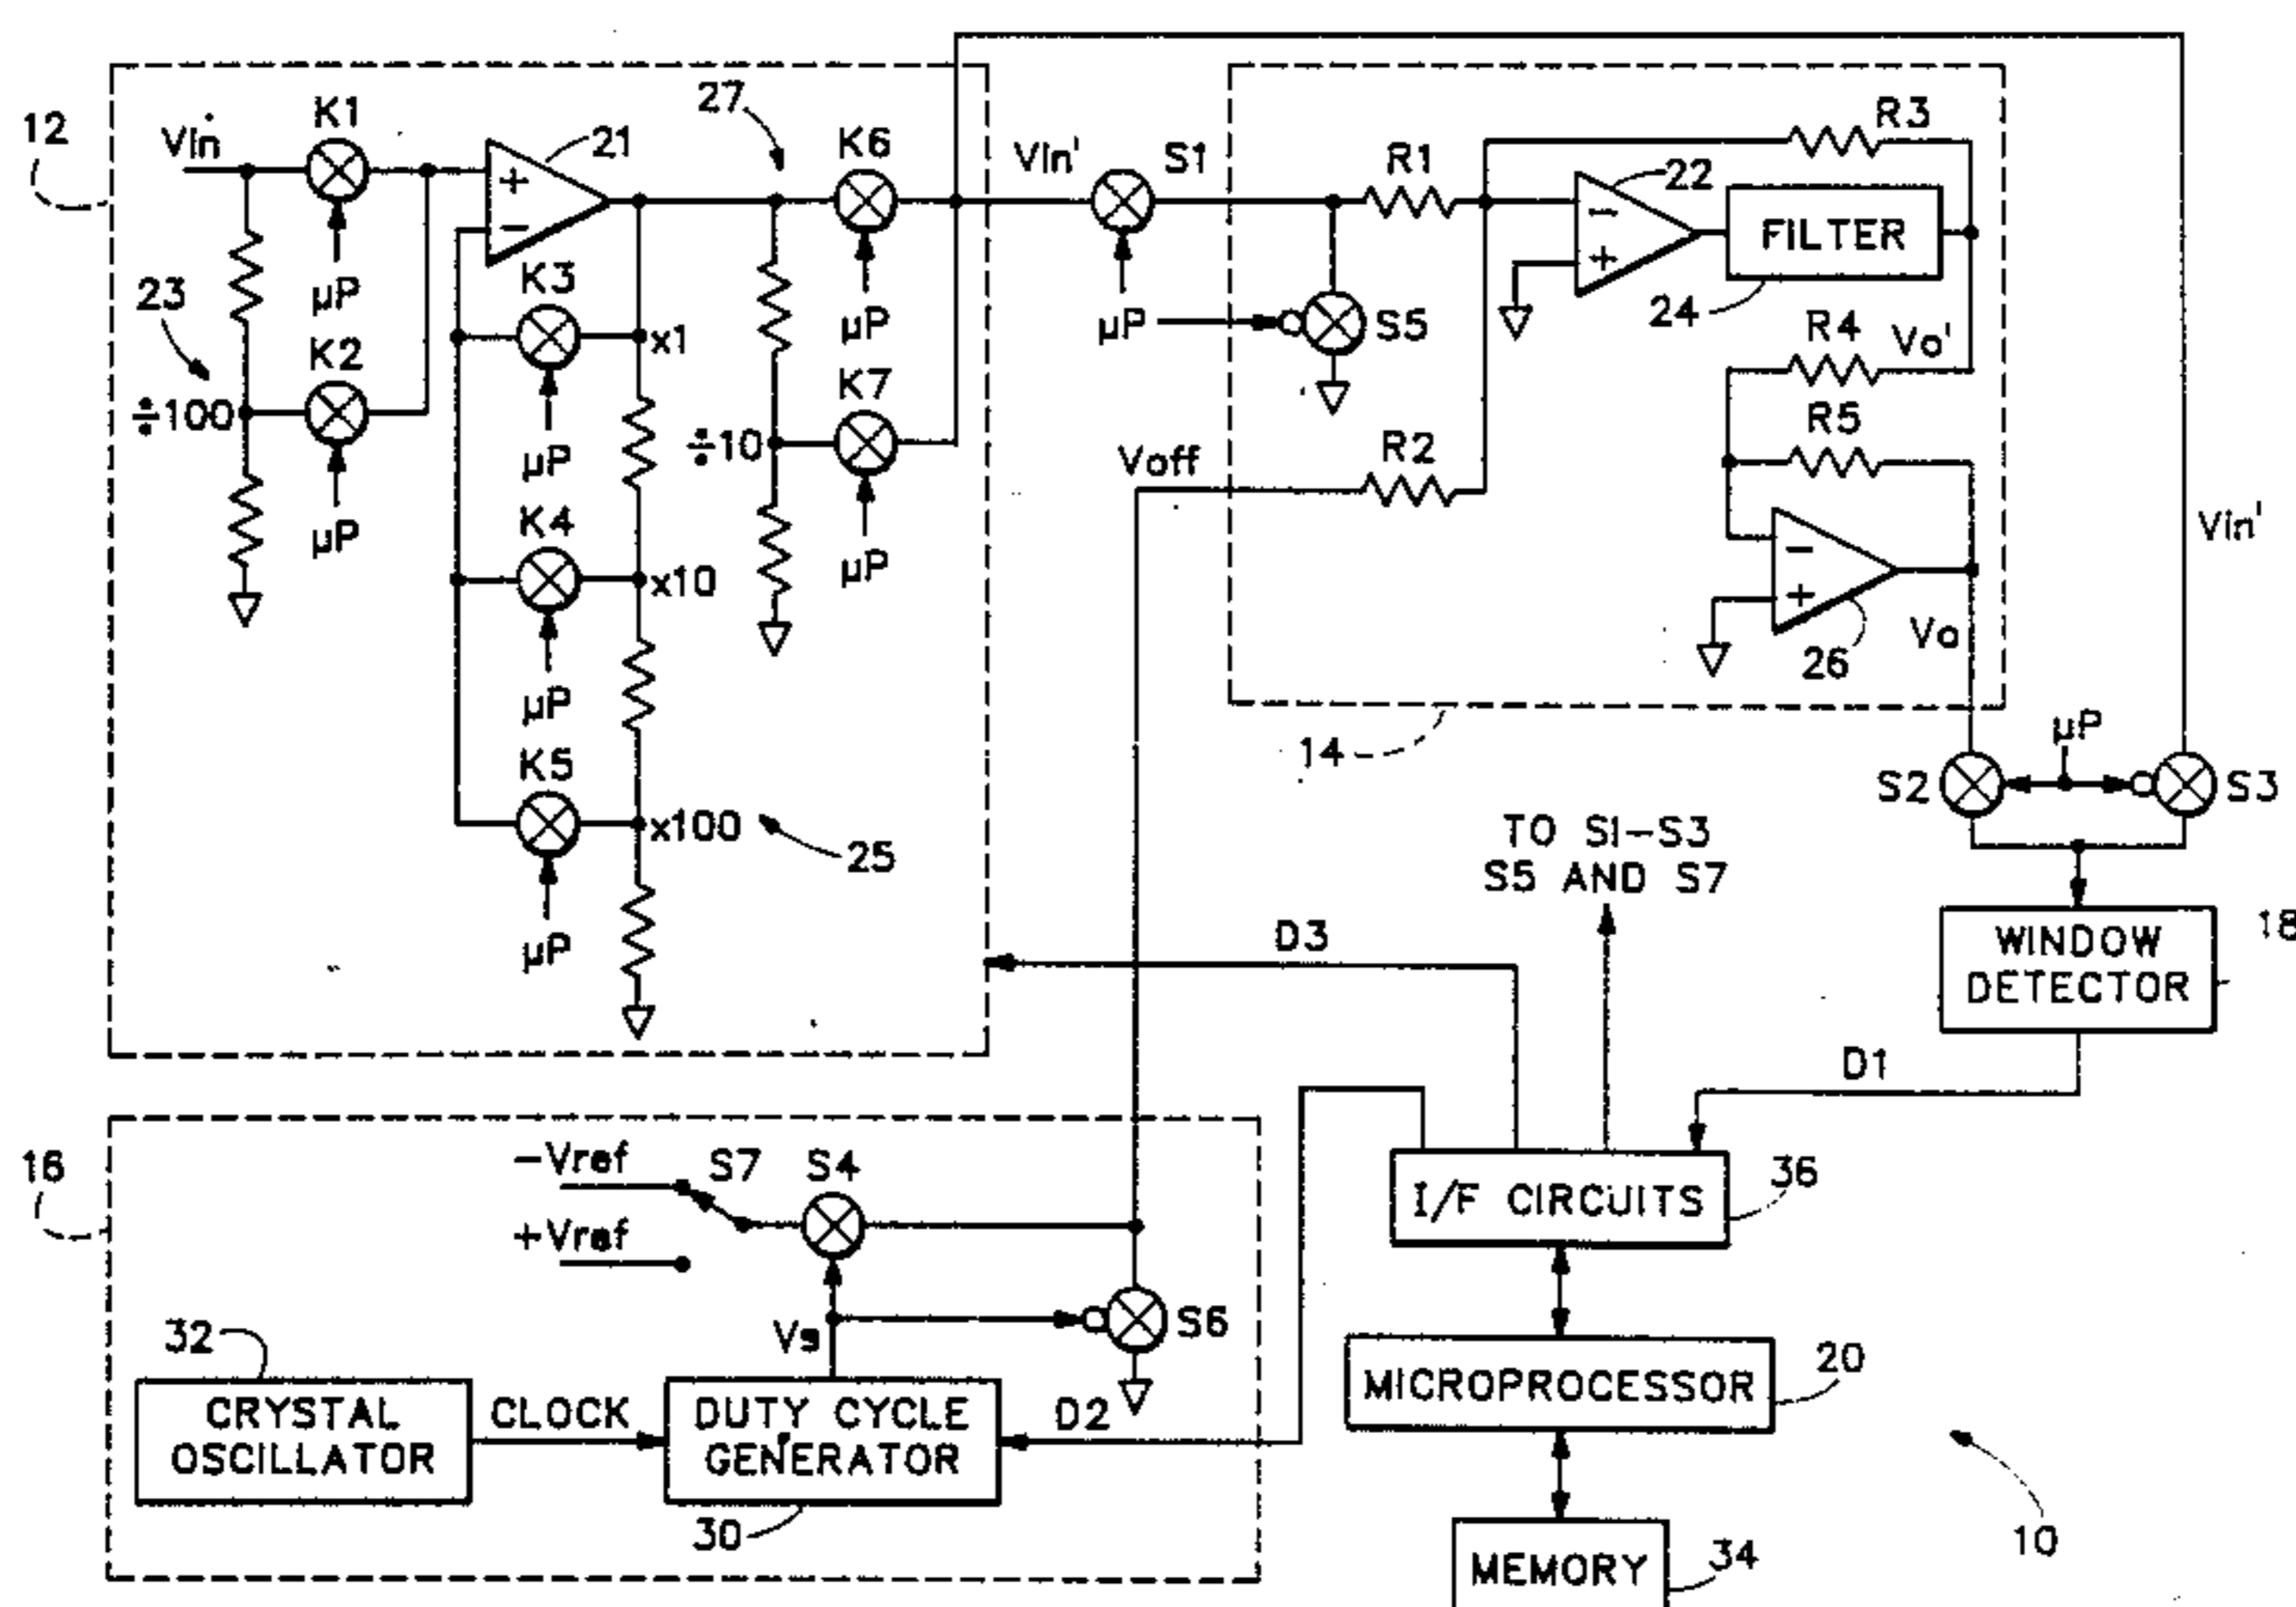 12
Vin
K1
µP
23
÷100
K2
µP
21
+
−
K3
x1
µP
K4
x10
µP
K5
x100
µP
25
27
K6
µP
÷10
K7
µP
Vin'
S1
µP
S5
R1
Voff
R2
R3
22
−
+
FILTER
24
R4
Vo'
R5
−
+
26
Vo
14
Vin'
µP
S2
S3
WINDOW
DETECTOR
18
TO S1-S3
S5 AND S7
D3
D1
16
-Vref
+Vref
S7
S4
S6
Vs
32
CRYSTAL
OSCILLATOR
CLOCK
DUTY CYCLE
GENERATOR
30
D2
I/F CIRCUITS
36
MICROPROCESSOR
20
MEMORY
34
10